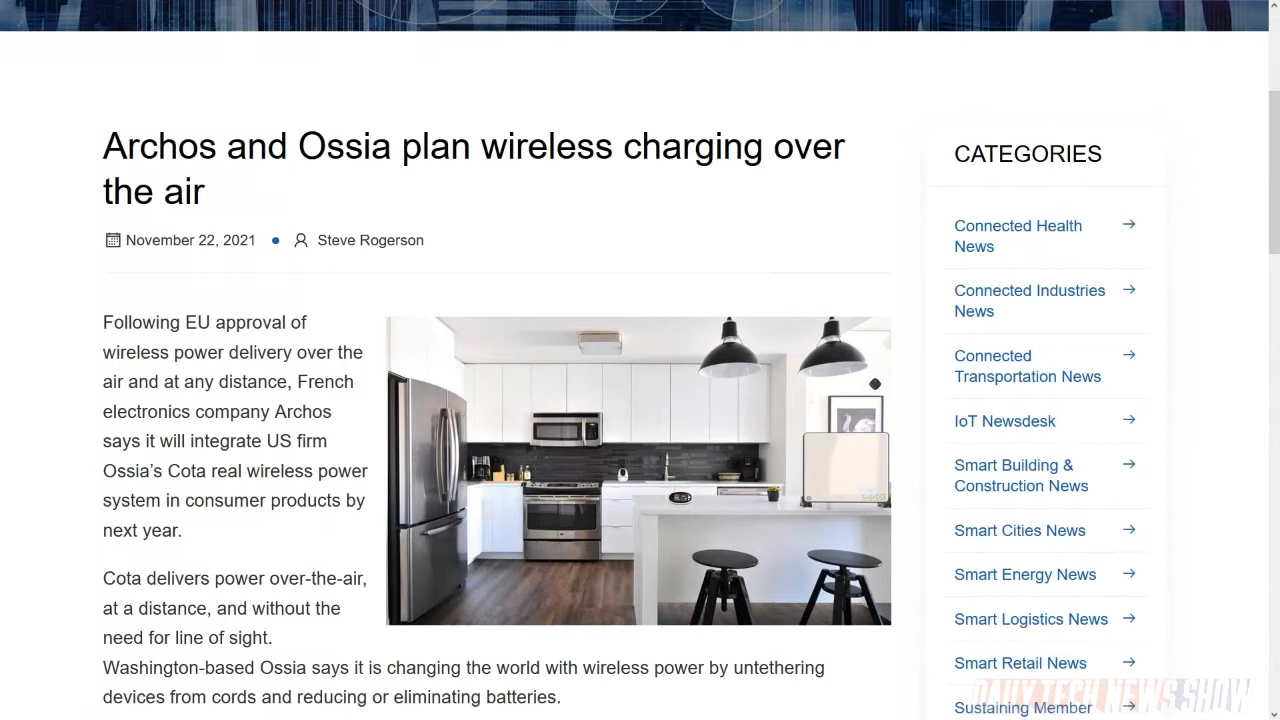 Archos and Ossia plan wireless charging over
the air
November 22, 2021
Steve Rogerson
Following EU approval of
wireless power delivery over the
air and at any distance, French
electronics company Archos
says it will integrate US firm
Ossia’s Cota real wireless power
system in consumer products by
next year.
Cota delivers power over-the-air,
at a distance, and without the
need for line of sight.
Washington-based Ossia says it is changing the world with wireless power by untethering
devices from cords and reducing or eliminating batteries.
cota
CATEGORIES
Connected Health
News
Connected Industries
News
Connected
Transportation News
IoT Newsdesk
Smart Building &
Construction News
Smart Cities News
Smart Energy News
Smart Logistics News
Smart Retail News
Sustaining Member
DAILY TECH NEWS SHOW